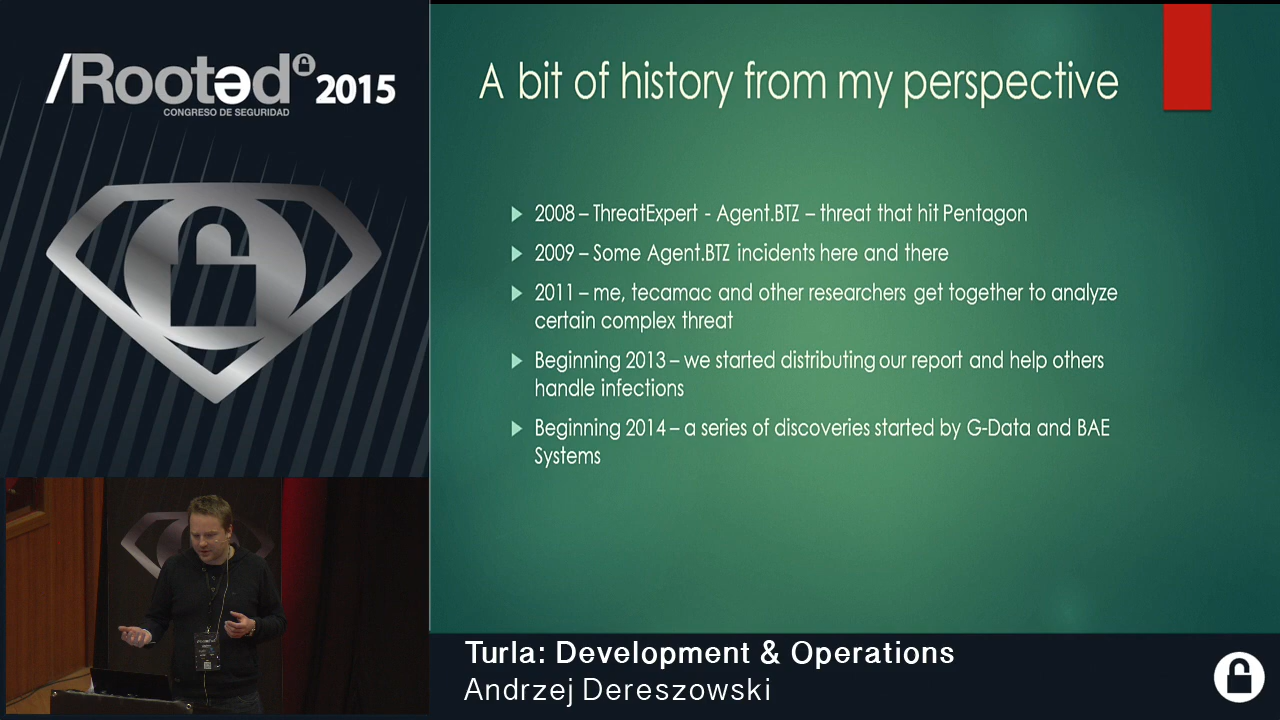 /Rootəd 2015
CONGRESO DE SEGURIDAD
A bit of history from my perspective
2008 – ThreatExpert - Agent.BTZ – threat that hit Pentagon
2009 – Some Agent.BTZ incidents here and there
2011 – me, tecamac and other researchers get together to analyze
certain complex threat
Beginning 2013 – we started distributing our report and help others
handle infections
Beginning 2014 – a series of discoveries started by G-Data and BAE
Systems
Turla: Development & Operations
Andrzej Dereszowski